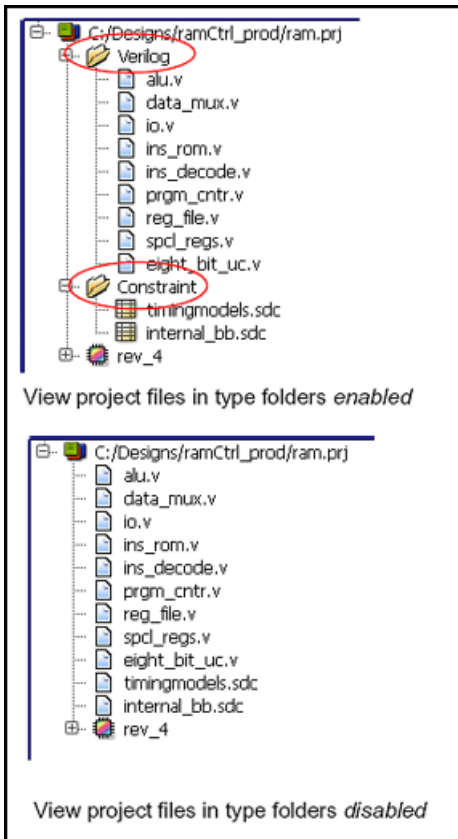 C:/Designs/ramCtrl_prod/ram.prj
Verilog
alu.v
data_mux.v
io.v
ins_rom.v
ins_decode.v
prgm_cntr.v
reg_file.v
spcl_regs.v
eight_bit_uc.v
Constraint
timingmodels.sdc
internal_bb.sdc
rev_4
View project files in type folders enabled
C:/Designs/ramCtrl_prod/ram.prj
alu.v
data_mux.v
io.v
ins_rom.v
ins_decode.v
prgm_cntr.v
reg_file.v
spcl_regs.v
eight_bit_uc.v
timingmodels.sdc
internal_bb.sdc
rev_4
View project files in type folders disabled